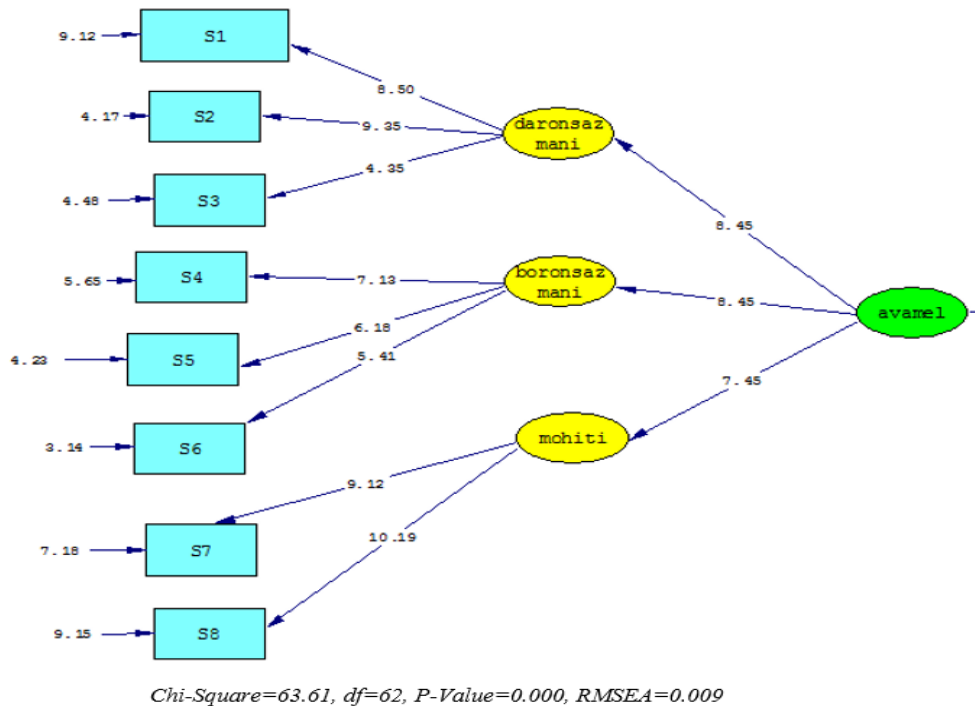 9.12
S1
8.50
4.17
S2
9.35
daronsaz
mani
4.35
4.48
S3
8.45
5.65
S4
7.13
boronsaz
mani
8.45
avamel
6.18
4.23
S5
5.41
7.45
3.14
S6
mohiti
9.12
7.18
S7
10.19
9.15
S8
Chi-Square=63.61, df=62, P-Value=0.000, RMSEA=0.009